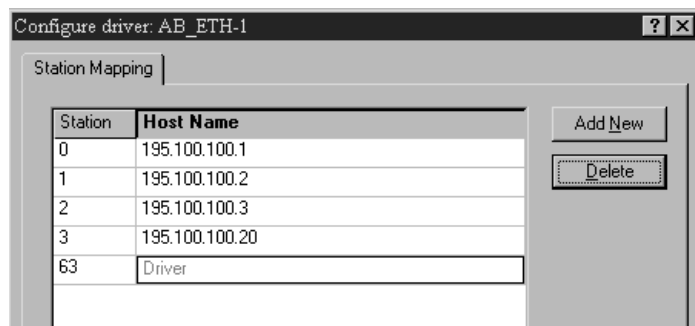 Configure driver: AB_ETH-1 ? ×
Station Mapping
Station Host Name
0 195.100.100.1
1 195.100.100.2
2 195.100.100.3
3 195.100.100.20
63 Driver
Add New
Delete